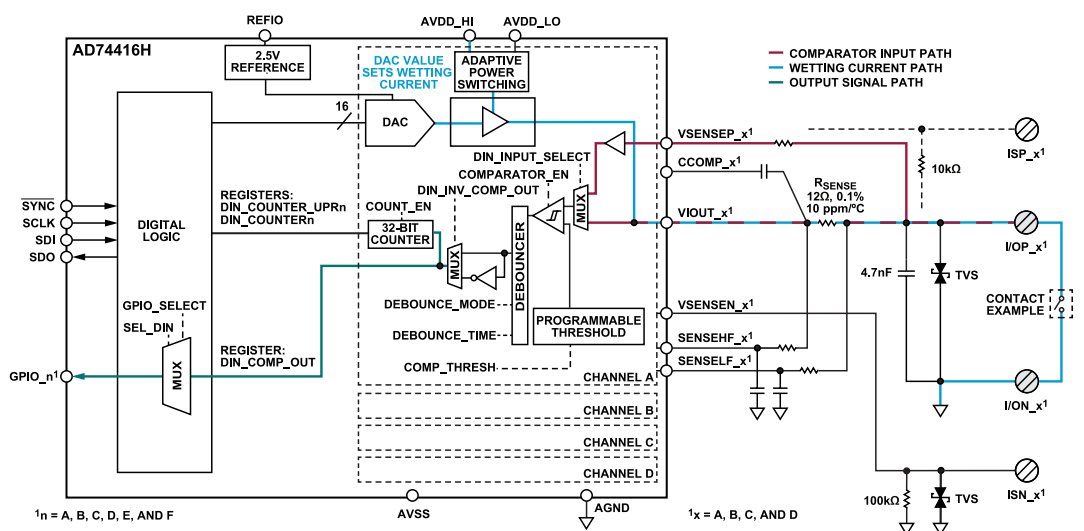 REFIO
AVDD_HI
AVDD_LO
AD74416H
2.5V
REFERENCE
DAC VALUE
SETS WETTING
CURRENT
ADAPTIVE
POWER
SWITCHING
COMPARATOR INPUT PATH
WETTING CURRENT PATH
OUTPUT SIGNAL PATH
16
DAC
VSENSEP_x¹
ISP_x¹
DIN_INPUT_SELECT
CCOMP_x¹
10kΩ
COMPARATOR_EN
DIN_INV_COMP_OUT
RSENSE
12Ω, 0.1%
10 ppm/°C
MUX
SYNC
SCLK
SDI
SDO
DIGITAL
LOGIC
REGISTERS:
DIN_COUNTER_UPRn
DIN_COUNTERn
COUNT_EN
32-BIT
COUNTER
MUX
DEBOUNCER
VIOUT_x¹
I/OP_x¹
4.7nF
TVS
CONTACT
EXAMPLE
DEBOUNCE_MODE
DEBOUNCE_TIME
PROGRAMMABLE
THRESHOLD
VSENSEN_x¹
GPIO_SELECT
SEL_DIN
REGISTER:
DIN_COMP_OUT
COMP_THRESH
SENSEHF_x¹
SENSELF_x¹
GPIO_n¹
MUX
CHANNEL A
I/ON_x¹
CHANNEL B
CHANNEL C
CHANNEL D
ISN_x¹
100kΩ
TVS
AVSS
AGND
¹n = A, B, C, D, E, AND F
¹x = A, B, C, AND D